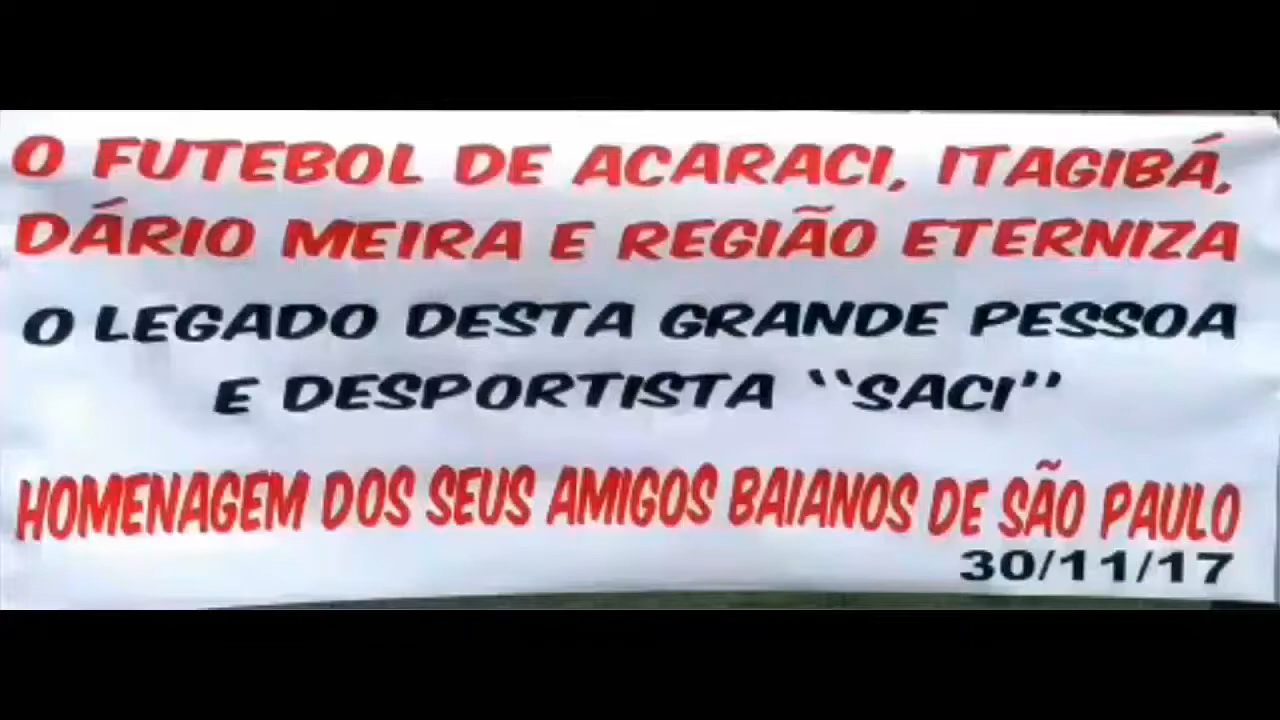 O FUTEBOL DE ACARACI, ITAGIBÁ,
DÁRIO MEIRA E REGIÃO ETERNIZA
O LEGADO DESTA GRANDE PESSOA
E DESPORTISTA "SACI"
HOMENAGEM DOS SEUS AMIGOS BAIANOS DE SÃO PAULO
30/11/17